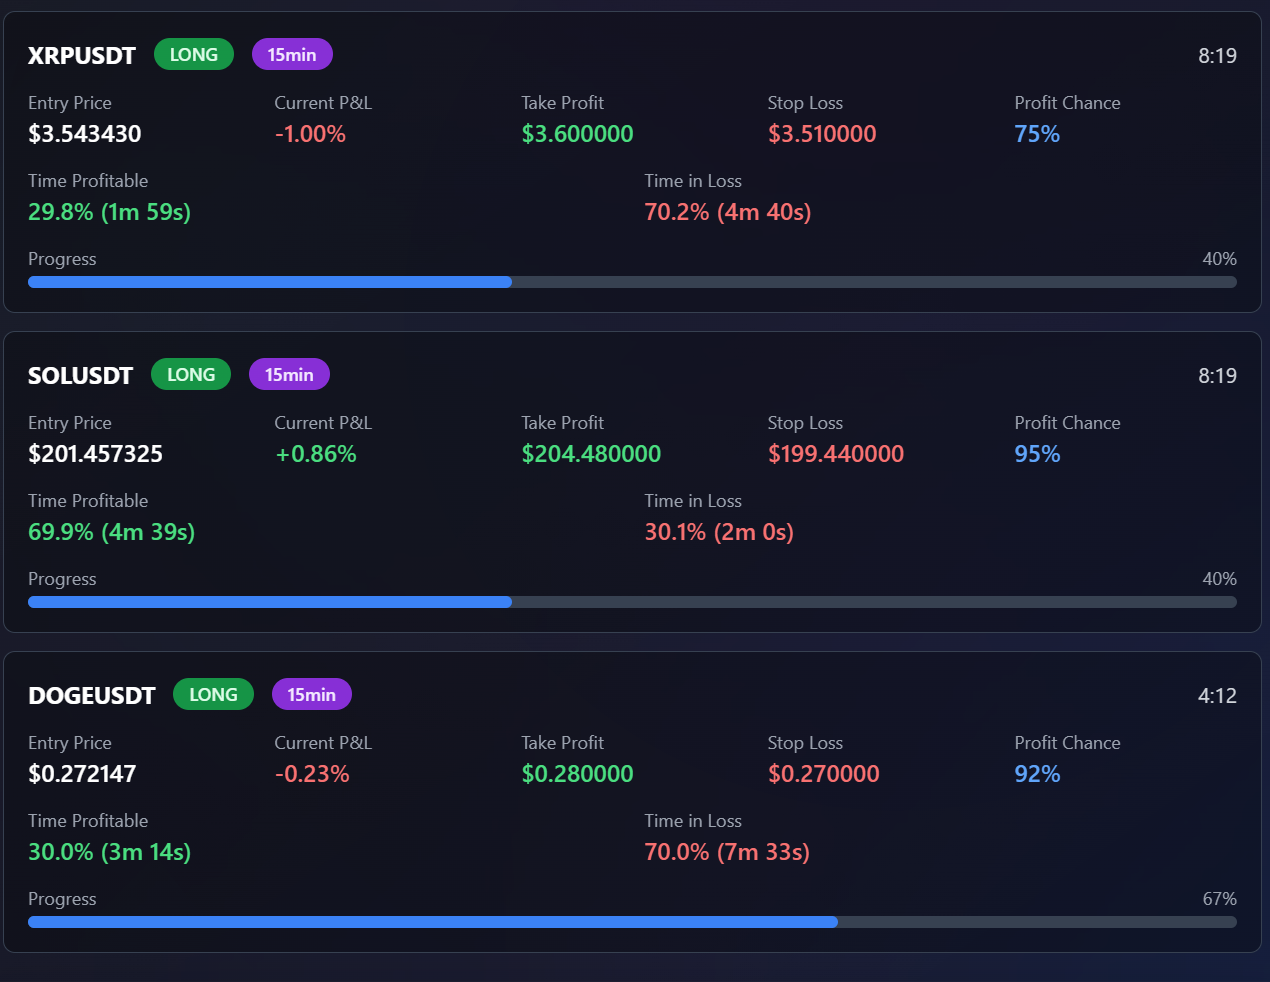 XRPUSDT LONG 15min 8:19
Entry Price Current P&L Take Profit Stop Loss Profit Chance
$3.543430 -1.00% $3.600000 $3.510000 75%
Time Profitable Time in Loss
29.8% (1m 59s) 70.2% (4m 40s)
Progress 40%
SOLUSDT LONG 15min 8:19
Entry Price Current P&L Take Profit Stop Loss Profit Chance
$201.457325 +0.86% $204.480000 $199.440000 95%
Time Profitable Time in Loss
69.9% (4m 39s) 30.1% (2m 0s)
Progress 40%
DOGEUSDT LONG 15min 4:12
Entry Price Current P&L Take Profit Stop Loss Profit Chance
$0.272147 -0.23% $0.280000 $0.270000 92%
Time Profitable Time in Loss
30.0% (3m 14s) 70.0% (7m 33s)
Progress 67%